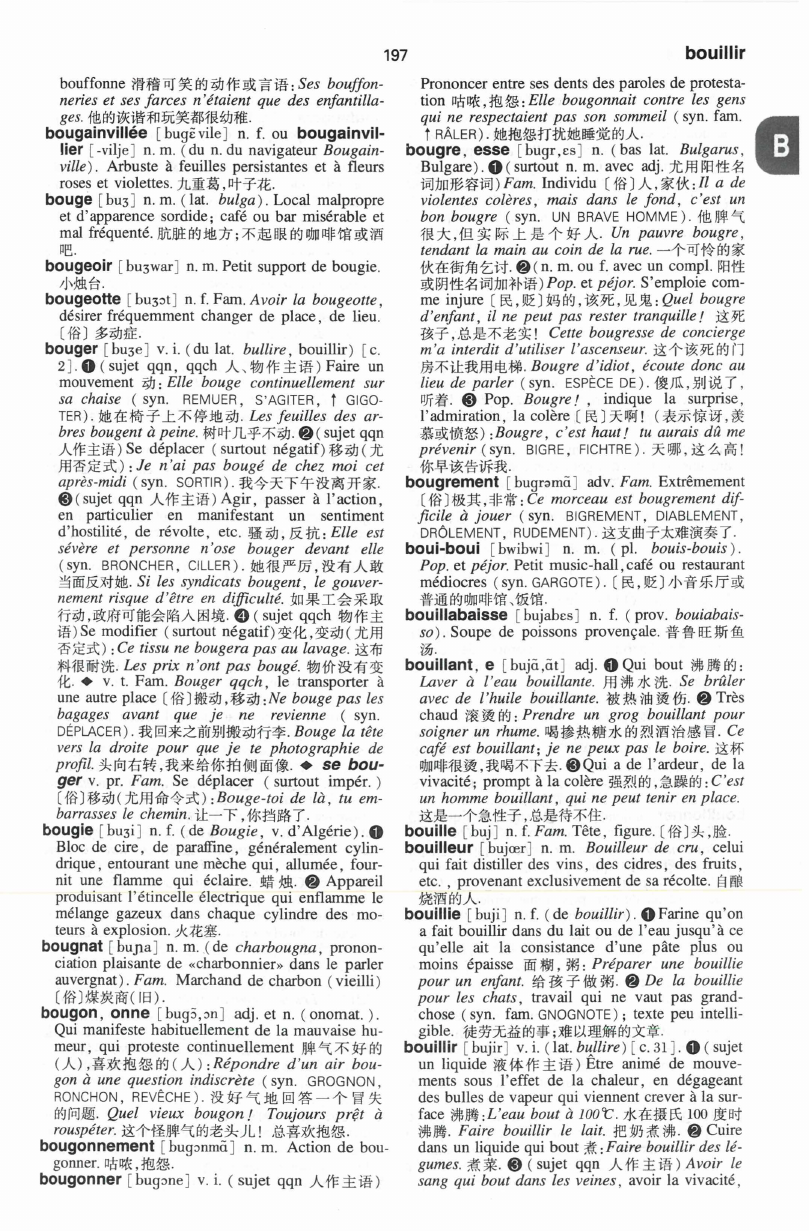 197
bouillir
bouffonne 滑稽可笑的动作或言语:Ses bouffon-
neries et ses farces n'étaient que des enfantilla-
ges. 他的诙谐和玩笑都很幼稚.
bougainvillée [bugɛ̃vile] n. f. ou bougainvil-
lier [-vilje] n. m. (du n. du navigateur Bougain-
ville). Arbuste à feuilles persistantes et à fleurs
roses et violettes. 九重葛,叶子花.
bouge [buʒ] n. m. (lat. bulga). Local malpropre
et d'apparence sordide; café ou bar misérable et
mal fréquenté. 肮脏的地方;不起眼的咖啡馆或酒
吧.
bougeoir [buʒwar] n. m. Petit support de bougie.
小烛台.
bougeotte [buʒɔt] n. f. Fam. Avoir la bougeotte,
désirer fréquemment changer de place, de lieu.
〔俗〕多动症.
bouger [buʒe] v. i. (du lat. bullire, bouillir) [c.
2]. ❶(sujet qqn, qqch 人、物作主语) Faire un
mouvement 动: Elle bouge continuellement sur
sa chaise ( syn. REMUER, S'AGITER, ↑ GIGO-
TER). 她在椅子上不停地动. Les feuilles des ar-
bres bougent à peine. 树叶几乎不动. ❷(sujet qqn
人作主语) Se déplacer (surtout négatif) 移动(尤
用否定式): Je n'ai pas bougé de chez moi cet
après-midi (syn. SORTIR). 我今天下午没离开家.
❸(sujet qqn 人作主语) Agir, passer à l'action,
en particulier en manifestant un sentiment
d'hostilité, de révolte, etc. 骚动,反抗: Elle est
sévère et personne n'ose bouger devant elle
(syn. BRONCHER, CILLER). 她很严厉,没有人敢
当面反对她. Si les syndicats bougent, le gouver-
nement risque d'être en difficulté. 如果工会采取
行动,政府可能会陷入困境. ❹(sujet qqch 物作主
语) Se modifier (surtout négatif)变化,变动(尤用
否定式): Ce tissu ne bougera pas au lavage. 这布
料很耐洗. Les prix n'ont pas bougé. 物价没有变
化. ◆ v. t. Fam. Bouger qqch, le transporter à
une autre place〔俗〕搬动,移动: Ne bouge pas les
bagages avant que je ne revienne ( syn.
DÉPLACER). 我回来之前别搬动行李. Bouge la tête
vers la droite pour que je te photographie de
profil. 头向右转,我来给你拍侧面像. ◆ se bou-
ger v. pr. Fam. Se déplacer ( surtout impér. )
〔俗〕移动(尤用命令式): Bouge-toi de là, tu em-
barrasses le chemin. 让一下,你挡路了.
bougie [buʒi] n. f. (de Bougie, v. d'Algérie). ❶
Bloc de cire, de paraffine, généralement cylin-
drique, entourant une mèche qui, allumée, four-
nit une flamme qui éclaire. 蜡烛. ❷ Appareil
produisant l'étincelle électrique qui enflamme le
mélange gazeux dans chaque cylindre des mo-
teurs à explosion. 火花塞.
bougnat [buɲa] n. m. (de charbougna, pronon-
ciation plaisante de «charbonnier» dans le parler
auvergnat). Fam. Marchand de charbon (vieilli)
〔俗〕煤炭商(旧).
bougon, onne [bugɔ̃,ɔn] adj. et n. (onomat. ).
Qui manifeste habituellement de la mauvaise hu-
meur, qui proteste continuellement 脾气不好的
(人),喜欢抱怨的(人): Répondre d'un air bou-
gon à une question indiscrète (syn. GROGNON,
RONCHON, REVÊCHE). 没好气地回答一个冒失
的问题. Quel vieux bougon! Toujours prêt à
rouspéter. 这个怪脾气的老头儿! 总喜欢抱怨.
bougonnement [bugɔnmɑ̃] n. m. Action de bou-
gonner. 咕哝,抱怨.
bougonner [bugɔne] v. i. ( sujet qqn 人作主语)
Prononcer entre ses dents des paroles de protesta-
tion 咕哝,抱怨: Elle bougonnait contre les gens
qui ne respectaient pas son sommeil (syn. fam.
↑ RÂLER). 她抱怨打扰她睡觉的人.
bougre, esse [bugr,ɛs] n. (bas lat. Bulgarus,
Bulgare). ❶(surtout n. m. avec adj. 尤用阳性名
词加形容词) Fam. Individu〔俗〕人,家伙: Il a de
violentes colères, mais dans le fond, c'est un
bon bougre (syn. UN BRAVE HOMME). 他脾气
很大,但实际上是个好人. Un pauvre bougre,
tendant la main au coin de la rue. 一个可怜的家
伙在街角乞讨. ❷(n. m. ou f. avec un compl. 阳性
或阴性名词加补语) Pop. et péjor. S'emploie com-
me injure〔民,贬〕妈的,该死,见鬼: Quel bougre
d'enfant, il ne peut pas rester tranquille! 这死
孩子,总是不老实! Cette bougresse de concierge
m'a interdit d'utiliser l'ascenseur. 这个该死的门
房不让我用电梯. Bougre d'idiot, écoute donc au
lieu de parler (syn. ESPÈCE DE). 傻瓜,别说了,
听着. ❸ Pop. Bougre!, indique la surprise,
l'admiration, la colère〔民〕天啊! (表示惊讶,羡
慕或愤怒): Bougre, c'est haut! tu aurais dû me
prévenir (syn. BIGRE, FICHTRE). 天哪,这么高!
你早该告诉我.
bougrement [bugrəmɑ̃] adv. Fam. Extrêmement
〔俗〕极其,非常: Ce morceau est bougrement dif-
ficile à jouer (syn. BIGREMENT, DIABLEMENT,
DRÔLEMENT, RUDEMENT). 这支曲子太难演奏了.
boui-boui [bwibwi] n. m. (pl. bouis-bouis).
Pop. et péjor. Petit music-hall, café ou restaurant
médiocres (syn. GARGOTE). 〔民,贬〕小音乐厅或
普通的咖啡馆、饭馆.
bouillabaisse [bujabɛs] n. f. ( prov. bouiabais-
so). Soupe de poissons provençale. 普鲁旺斯鱼
汤.
bouillant, e [bujɑ̃,ɑ̃t] adj. ❶ Qui bout 沸腾的:
Laver à l'eau bouillante. 用沸水洗. Se brûler
avec de l'huile bouillante. 被热油烫伤. ❷ Très
chaud 滚烫的: Prendre un grog bouillant pour
soigner un rhume. 喝掺热糖水的烈酒治感冒. Ce
café est bouillant; je ne peux pas le boire. 这杯
咖啡很烫,我喝不下去. ❸ Qui a de l'ardeur, de la
vivacité; prompt à la colère 强烈的,急躁的: C'est
un homme bouillant, qui ne peut tenir en place.
这是一个急性子,总是待不住.
bouille [buj] n. f. Fam. Tête, figure. 〔俗〕头,脸.
bouilleur [bujœr] n. m. Bouilleur de cru, celui
qui fait distiller des vins, des cidres, des fruits,
etc. , provenant exclusivement de sa récolte. 自酿
烧酒的人.
bouillie [buji] n. f. (de bouillir). ❶Farine qu'on
a fait bouillir dans du lait ou de l'eau jusqu'à ce
qu'elle ait la consistance d'une pâte plus ou
moins épaisse 面糊,粥: Préparer une bouillie
pour un enfant. 给孩子做粥. ❷ De la bouillie
pour les chats, travail qui ne vaut pas grand-
chose (syn. fam. GNOGNOTE); texte peu intelli-
gible. 徒劳无益的事;难以理解的文章.
bouillir [bujir] v. i. (lat. bullire) [c. 31]. ❶ (sujet
un liquide 液体作主语) Être animé de mouve-
ments sous l'effet de la chaleur, en dégageant
des bulles de vapeur qui viennent crever à la sur-
face 沸腾: L'eau bout à 100℃. 水在摄氏 100 度时
沸腾. Faire bouillir le lait. 把奶煮沸. ❷ Cuire
dans un liquide qui bout 煮: Faire bouillir des lé-
gumes. 煮菜. ❸ ( sujet qqn 人作主语) Avoir le
sang qui bout dans les veines, avoir la vivacité,
B